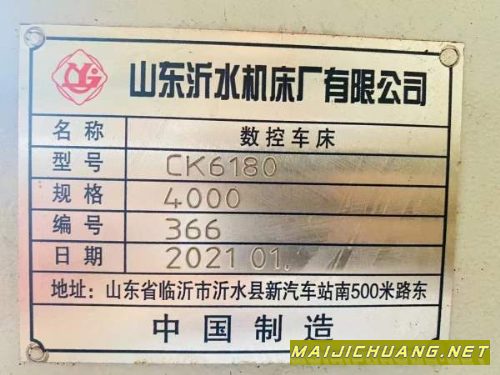 山东沂水机床厂有限公司
名称 数控车床
型号 CK6180
规格 4000
编号 366
日期 2021 01.
地址: 山东省临沂市沂水县新汽车站南500米路东
中国制造
MAIJICHUANG.NET